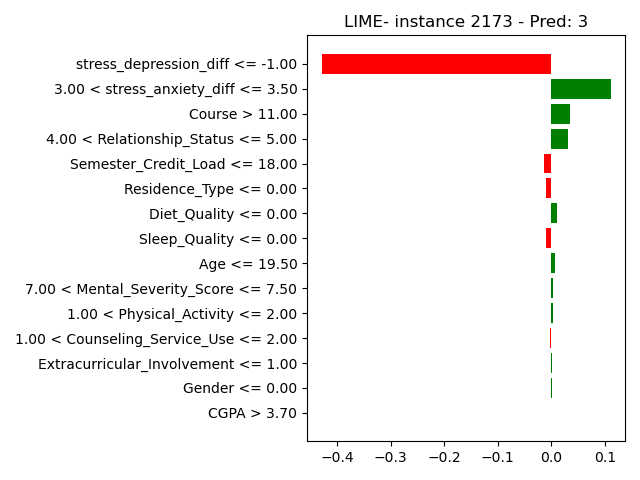 LIME- instance 2173 - Pred: 3
stress_depression_diff <= -1.00
3.00 < stress_anxiety_diff <= 3.50
Course > 11.00
4.00 < Relationship_Status <= 5.00
Semester_Credit_Load <= 18.00
Residence_Type <= 0.00
Diet_Quality <= 0.00
Sleep_Quality <= 0.00
Age <= 19.50
7.00 < Mental_Severity_Score <= 7.50
1.00 < Physical_Activity <= 2.00
1.00 < Counseling_Service_Use <= 2.00
Extracurricular_Involvement <= 1.00
Gender <= 0.00
CGPA > 3.70
−0.4 −0.3 −0.2 −0.1 0.0 0.1